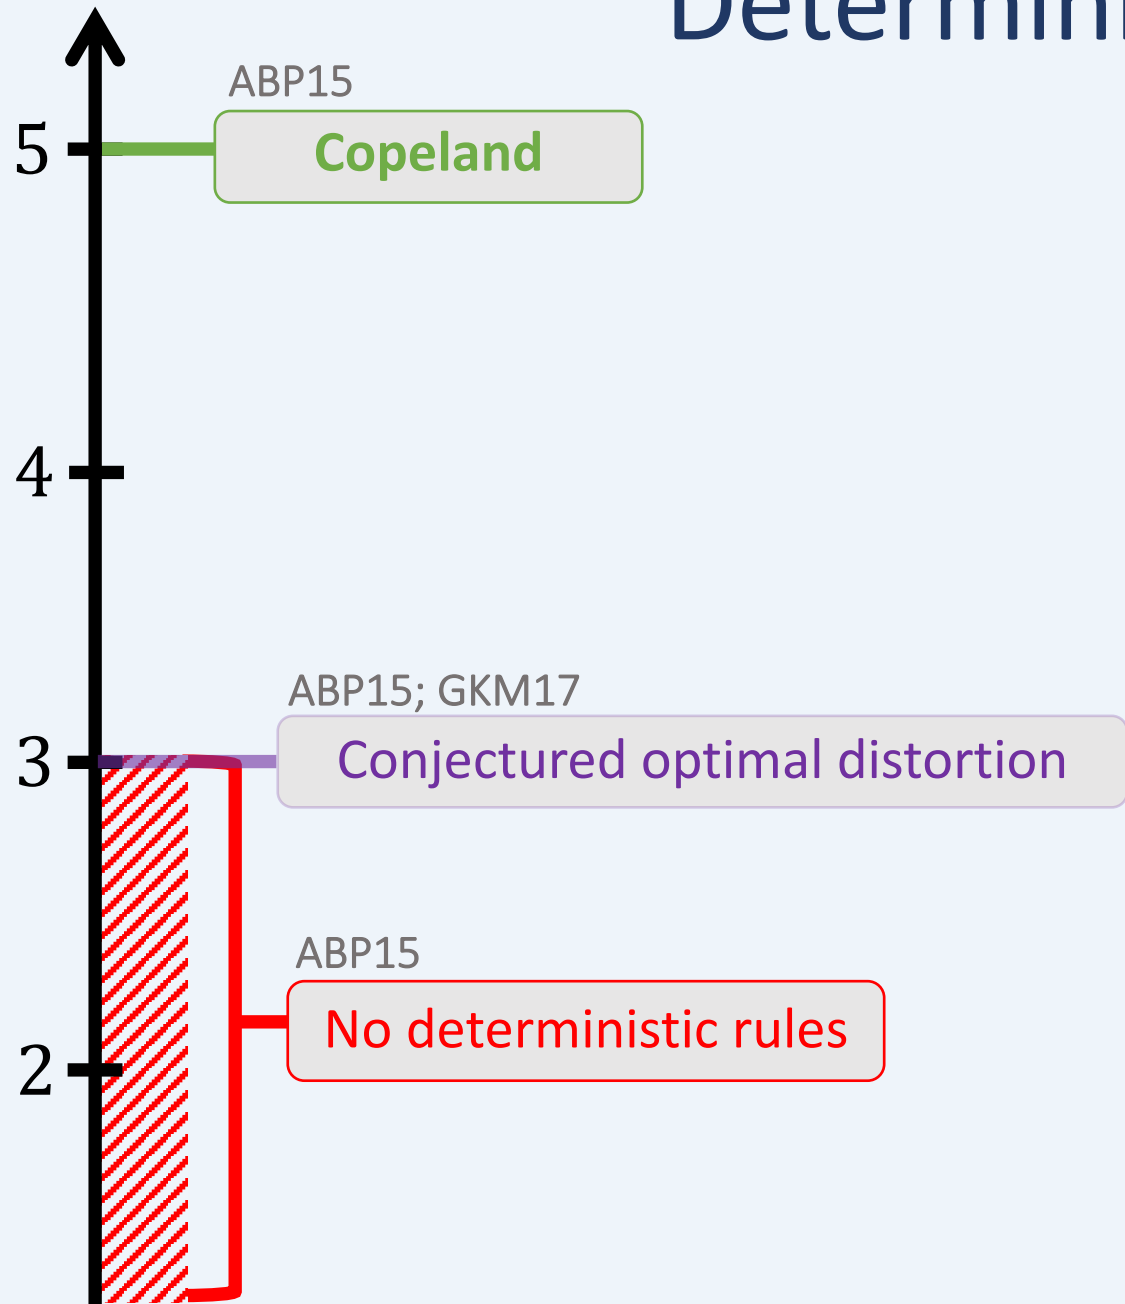 ABP15
5
Copeland
4
ABP15; GKM17
3
Conjectured optimal distortion
ABP15
No deterministic rules
2